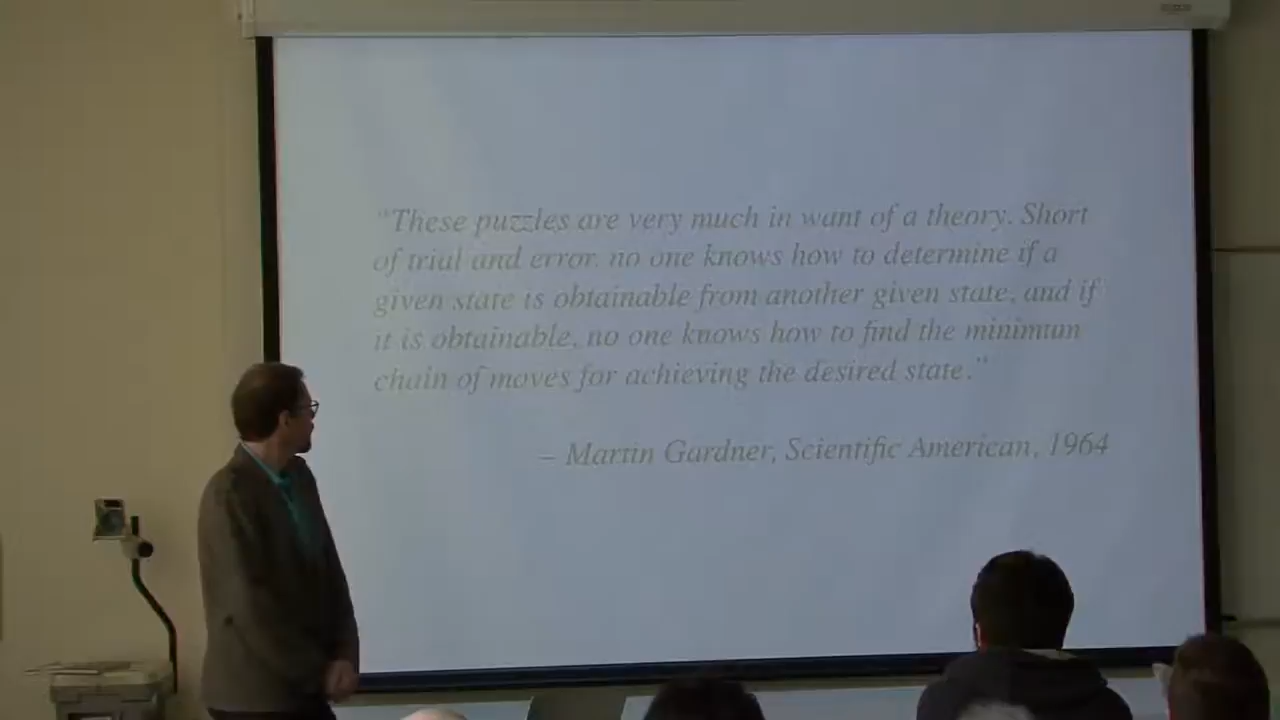 "These puzzles are very much in want of a theory. Short
of trial and error, no one knows how to determine if a
given state is obtainable from another given state, and if
it is obtainable, no one knows how to find the minimum
chain of moves for achieving the desired state."
– Martin Gardner, Scientific American, 1964